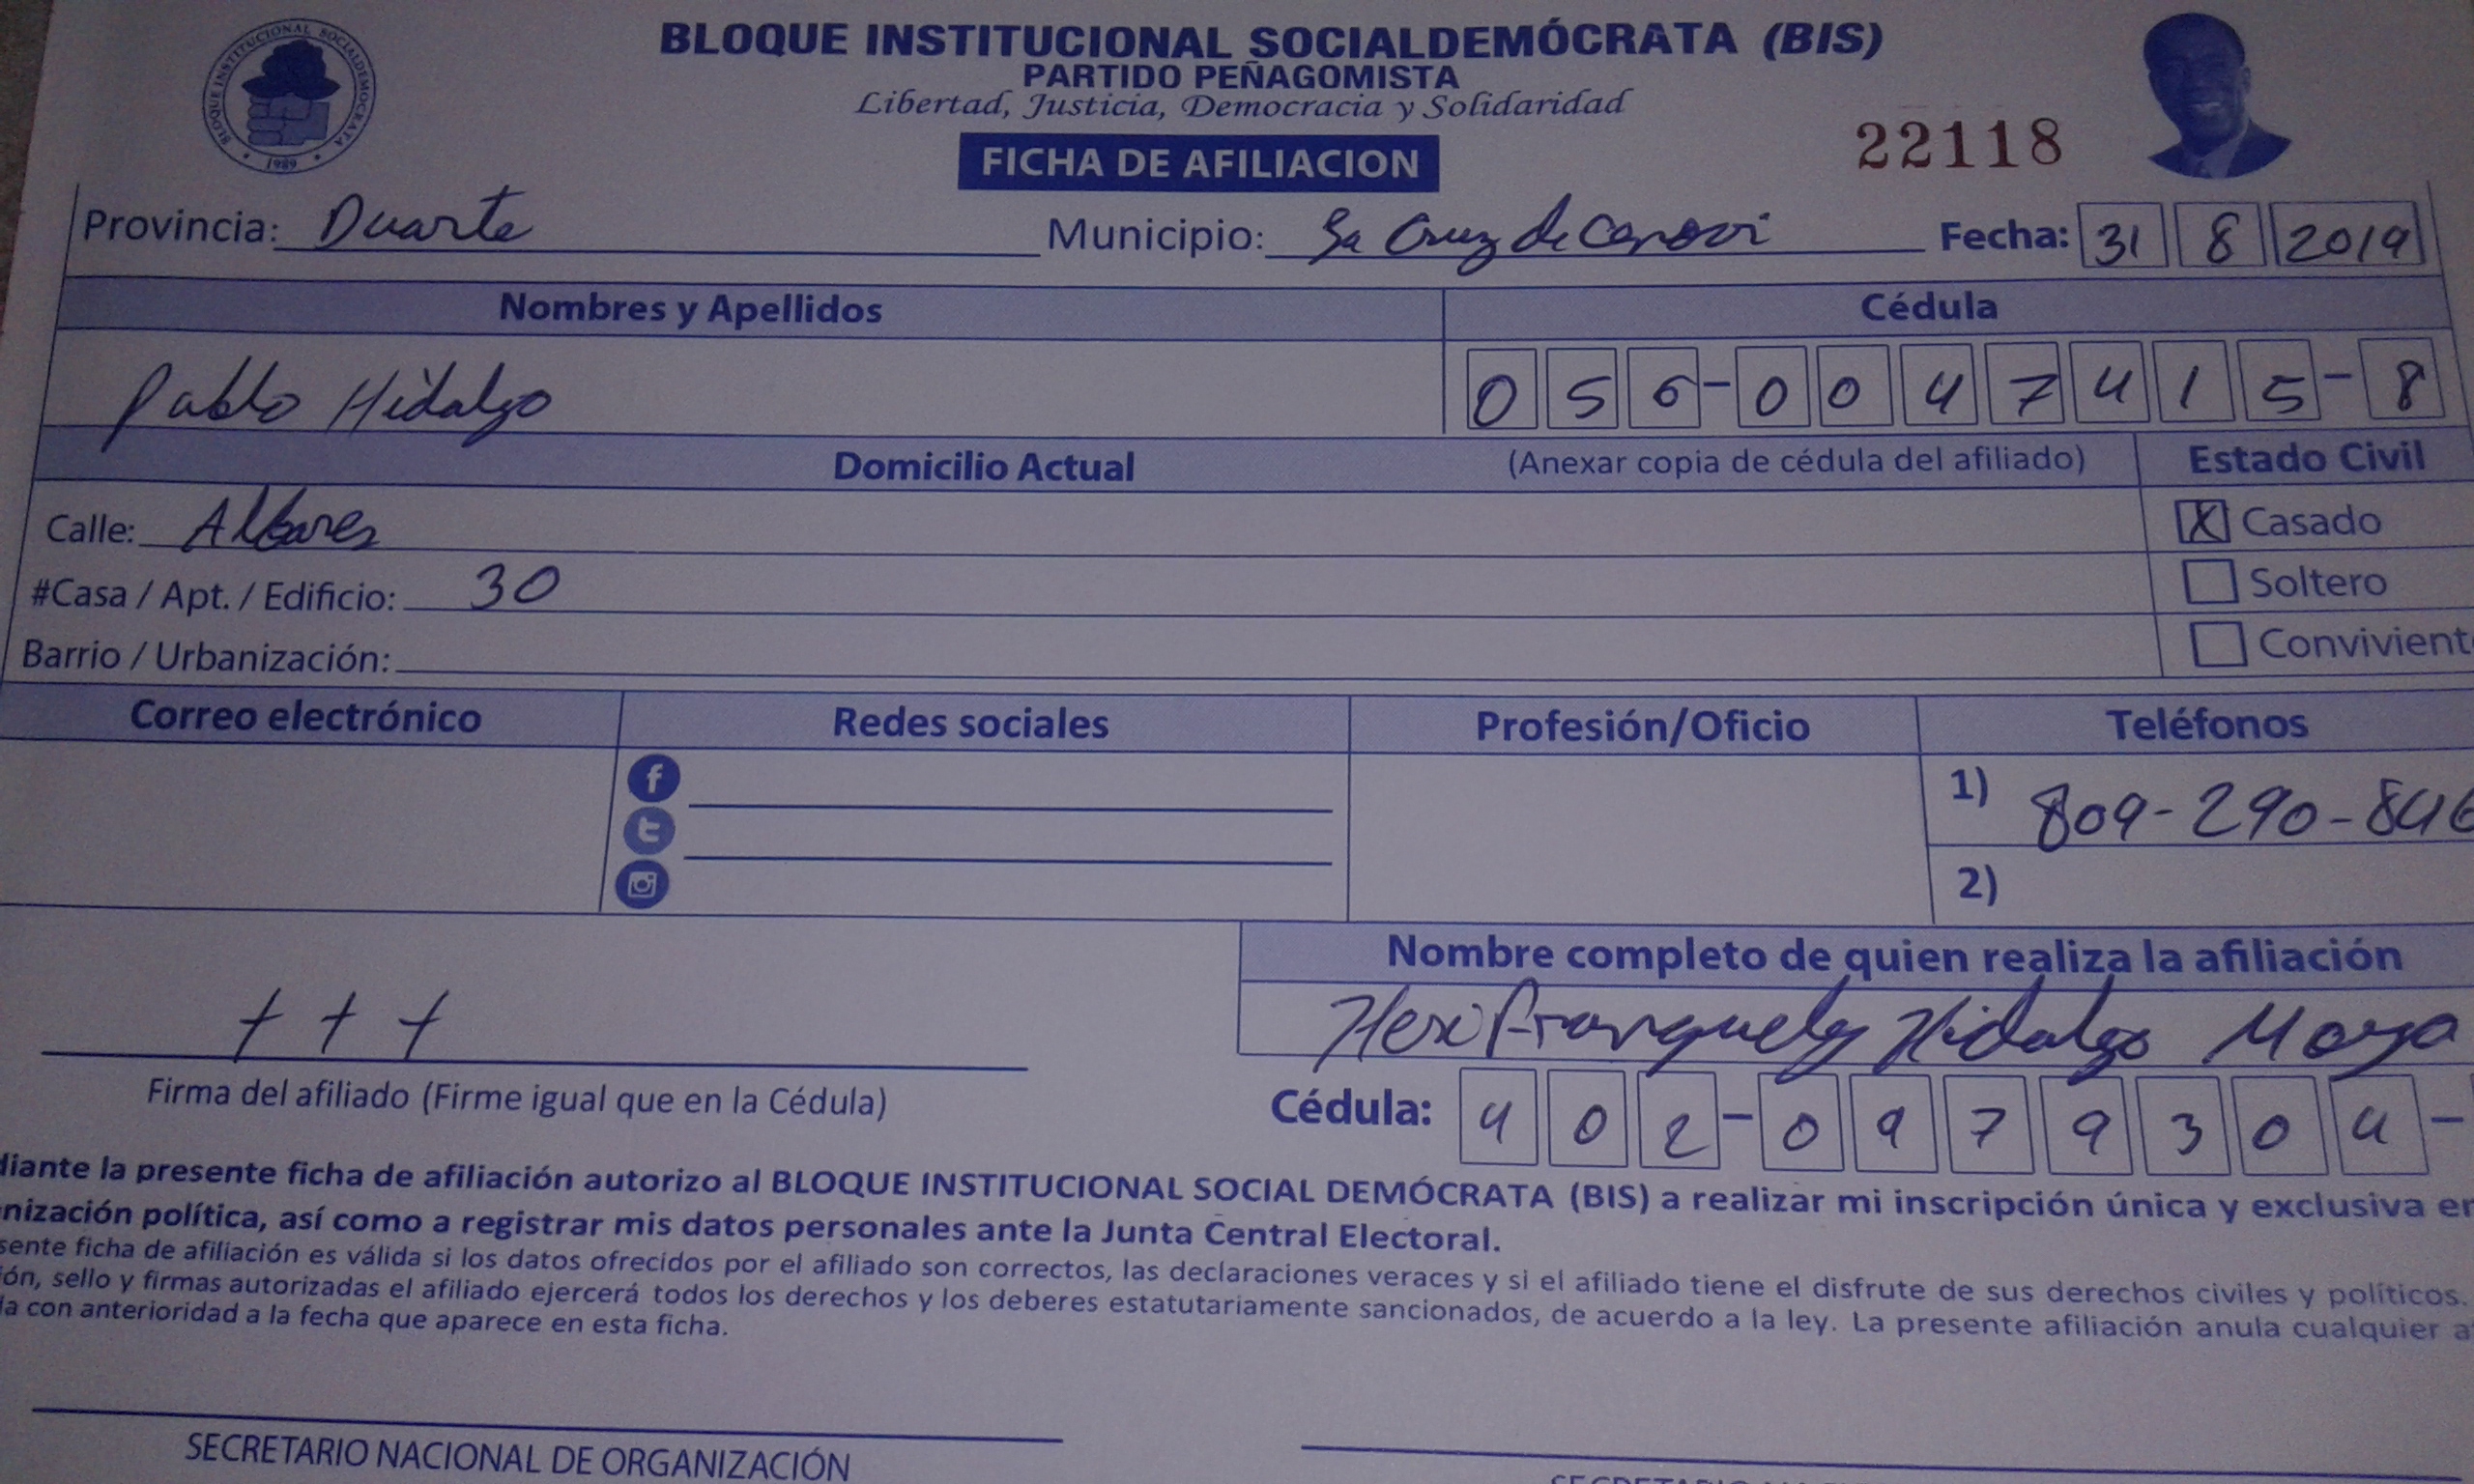 BLOQUE INSTITUCIONAL SOCIALDEMÓCRATA (BIS)
PARTIDO PEÑAGOMISTA
Libertad, Justicia, Democracia y Solidaridad
BLOQUE INSTITUCIONAL SOCIALDEMOCRATA
1989
FICHA DE AFILIACION
22118
Provincia: Duarte Municipio: Sa Cruz de Cenovi Fecha: 31 8 2019
Nombres y Apellidos Cédula
Pablo Hidalgo 056-0047415-8
Domicilio Actual (Anexar copia de cédula del afiliado) Estado Civil
Calle: Albares X Casado
#Casa / Apt. / Edificio: 30 Soltero
Barrio / Urbanización: Convivient
Correo electrónico Redes sociales Profesión/Oficio Teléfonos
1) 809-290-846
2)
Nombre completo de quien realiza la afiliación
Hidalgo Moya
+ + +
Firma del afiliado (Firme igual que en la Cédula) Cédula: 402-0979304-
diante la presente ficha de afiliación autorizo al BLOQUE INSTITUCIONAL SOCIAL DEMÓCRATA (BIS) a realizar mi inscripción única y exclusiva en
nización política, así como a registrar mis datos personales ante la Junta Central Electoral.
sente ficha de afiliación es válida si los datos ofrecidos por el afiliado son correctos, las declaraciones veraces y si el afiliado tiene el disfrute de sus derechos civiles y políticos.
ión, sello y firmas autorizadas el afiliado ejercerá todos los derechos y los deberes estatutariamente sancionados, de acuerdo a la ley. La presente afiliación anula cualquier a
da con anterioridad a la fecha que aparece en esta ficha.
SECRETARIO NACIONAL DE ORGANIZACIÓN